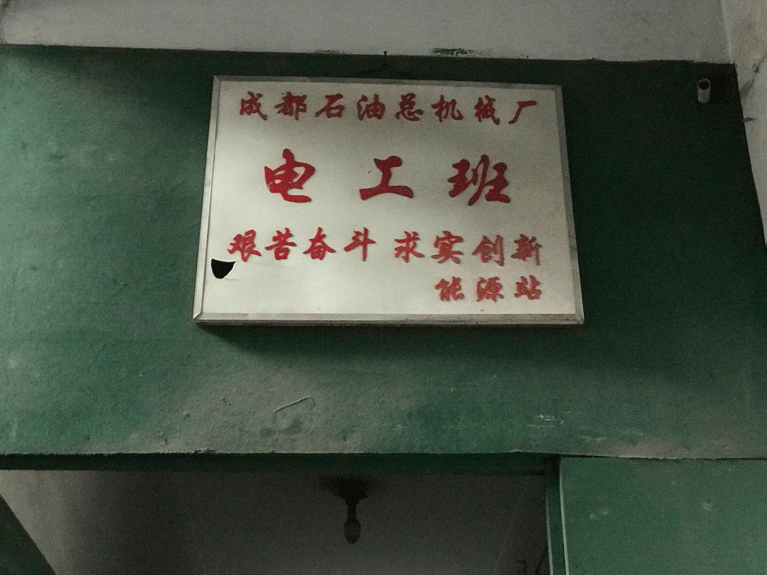 成都石油总机械厂
电工班
艰苦奋斗 求实创新
能源站